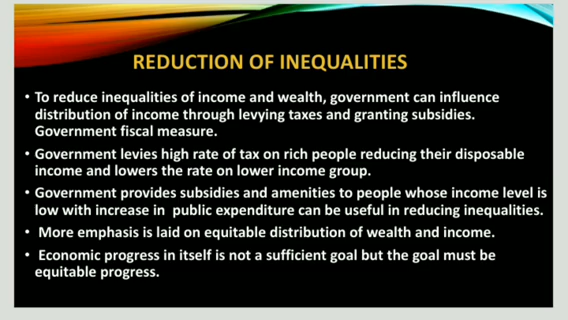 REDUCTION OF INEQUALITIES
• To reduce inequalities of income and wealth, government can influence
distribution of income through levying taxes and granting subsidies.
Government fiscal measure.
• Government levies high rate of tax on rich people reducing their disposable
income and lowers the rate on lower income group.
• Government provides subsidies and amenities to people whose income level is
low with increase in public expenditure can be useful in reducing inequalities.
• More emphasis is laid on equitable distribution of wealth and income.
• Economic progress in itself is not a sufficient goal but the goal must be
equitable progress.